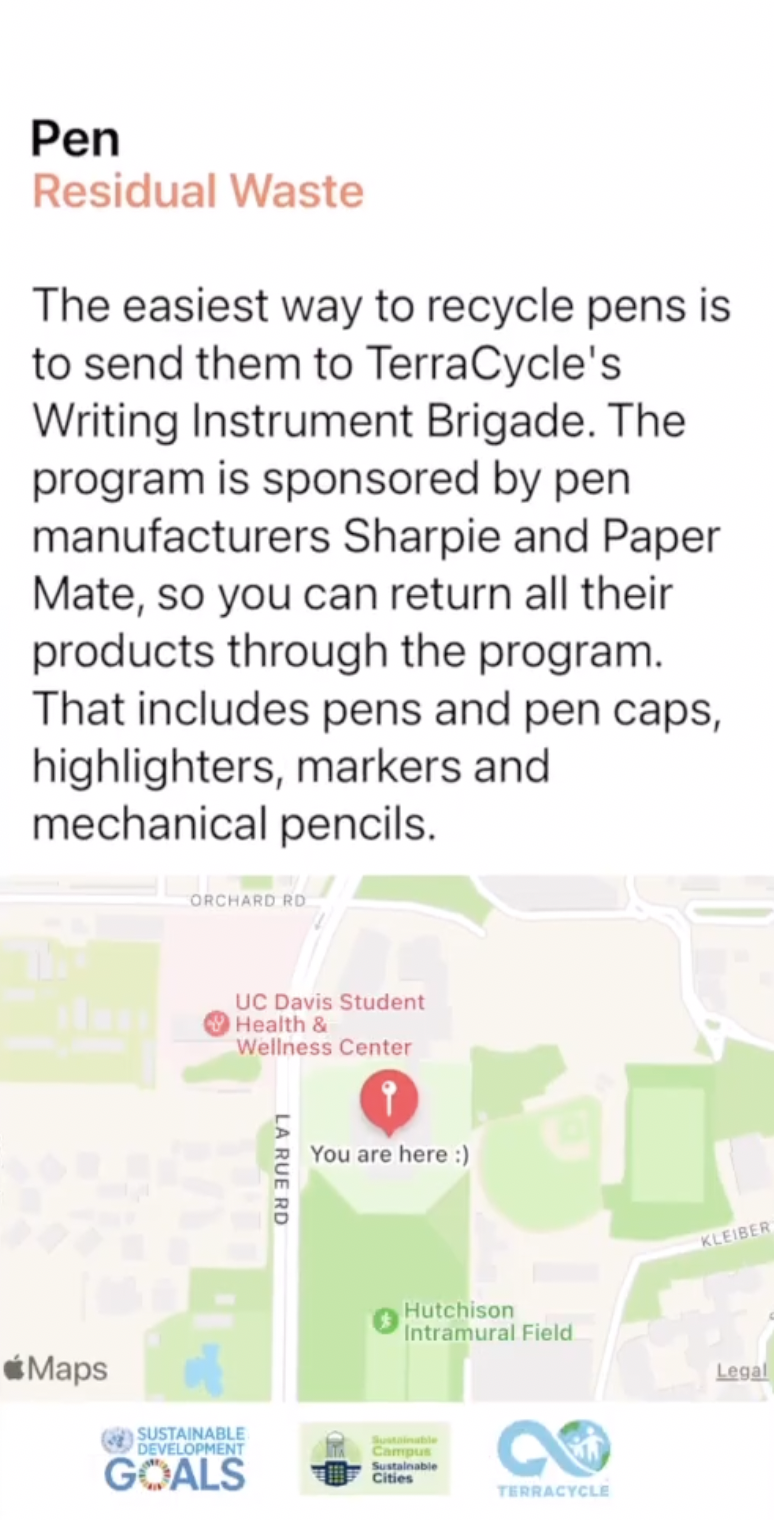 Pen
Residual Waste
The easiest way to recycle pens is
to send them to TerraCycle's
Writing Instrument Brigade. The
program is sponsored by pen
manufacturers Sharpie and Paper
Mate, so you can return all their
products through the program.
That includes pens and pen caps,
highlighters, markers and
mechanical pencils.
ORCHARD RD
UC Davis Student
Health &
Wellness Center
LA RUE RD
You are here :)
KLEIBER
Hutchison
Intramural Field
Maps
Legal
SUSTAINABLE
DEVELOPMENT
GOALS
Sustainable
Campus
Sustainable
Cities
TERRACYCLE